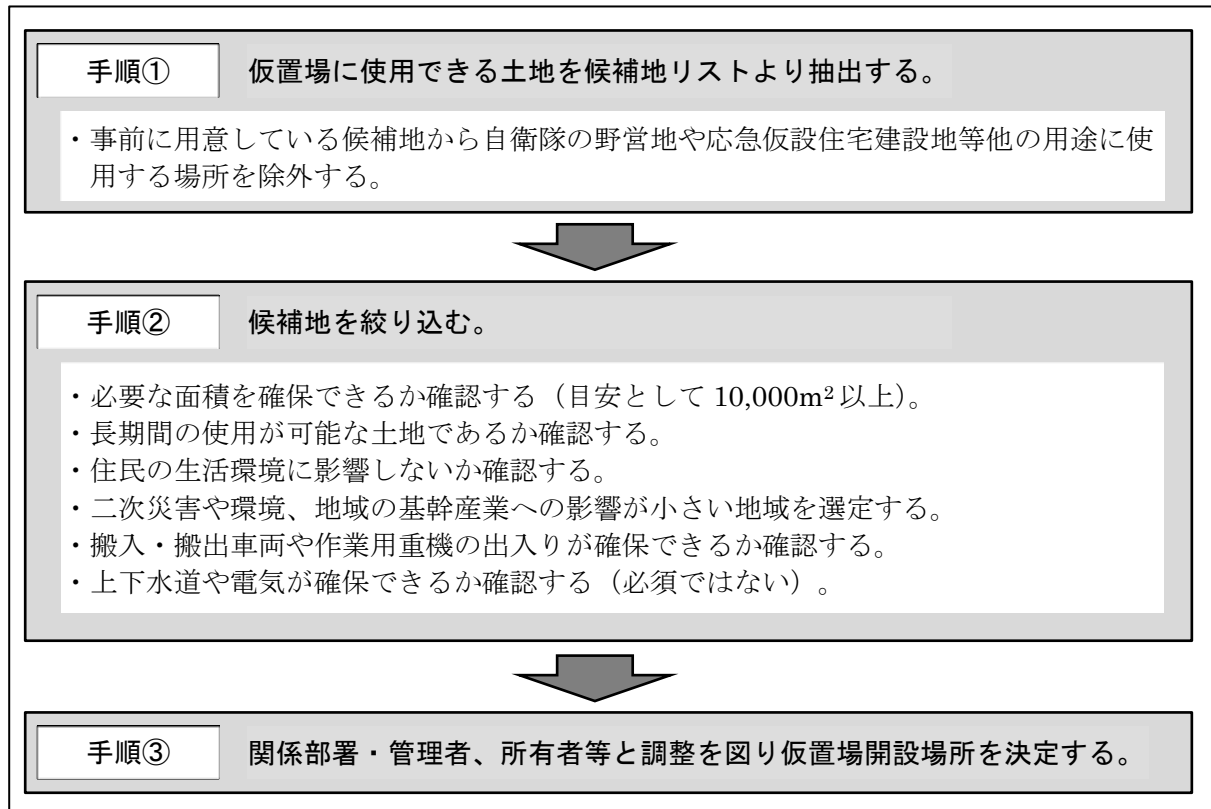 手順① 仮置場に使用できる土地を候補地リストより抽出する。
・事前に用意している候補地から自衛隊の野営地や応急仮設住宅建設地等他の用途に使
用する場所を除外する。
手順② 候補地を絞り込む。
・必要な面積を確保できるか確認する（目安として 10,000m²以上）。
・長期間の使用が可能な土地であるか確認する。
・住民の生活環境に影響しないか確認する。
・二次災害や環境、地域の基幹産業への影響が小さい地域を選定する。
・搬入・搬出車両や作業用重機の出入りが確保できるか確認する。
・上下水道や電気が確保できるか確認する（必須ではない）。
手順③ 関係部署・管理者、所有者等と調整を図り仮置場開設場所を決定する。